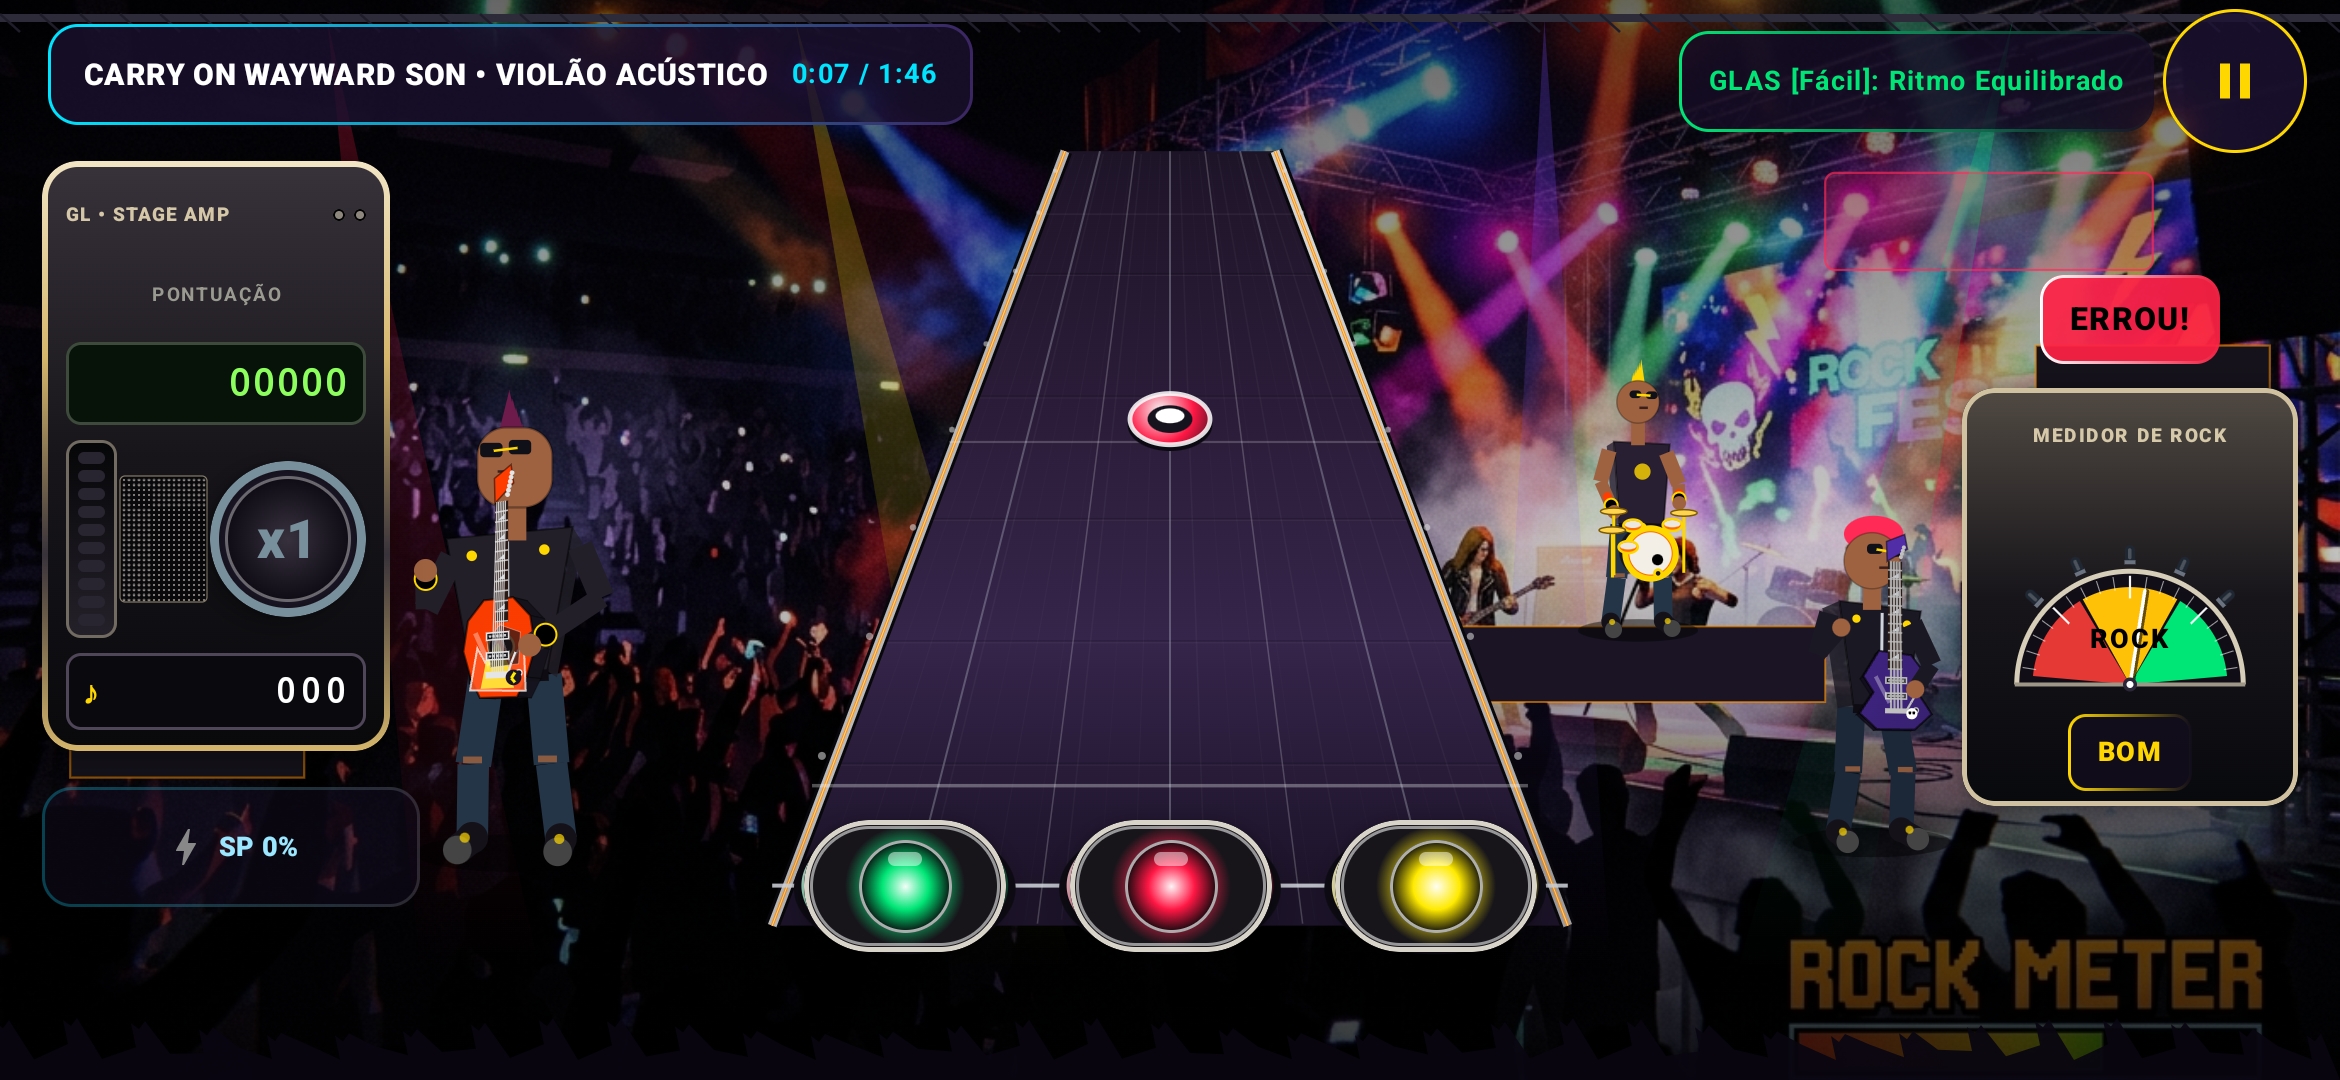 CARRY ON WAYWARD SON • VIOLÃO ACÚSTICO 0:07 / 1:46
GLAS [Fácil]: Ritmo Equilibrado
GL • STAGE AMP
PONTUAÇÃO
00000
x1
000
SP 0%
ROCK
FES
ERROU!
MEDIDOR DE ROCK
ROCK
BOM
ROCK METER